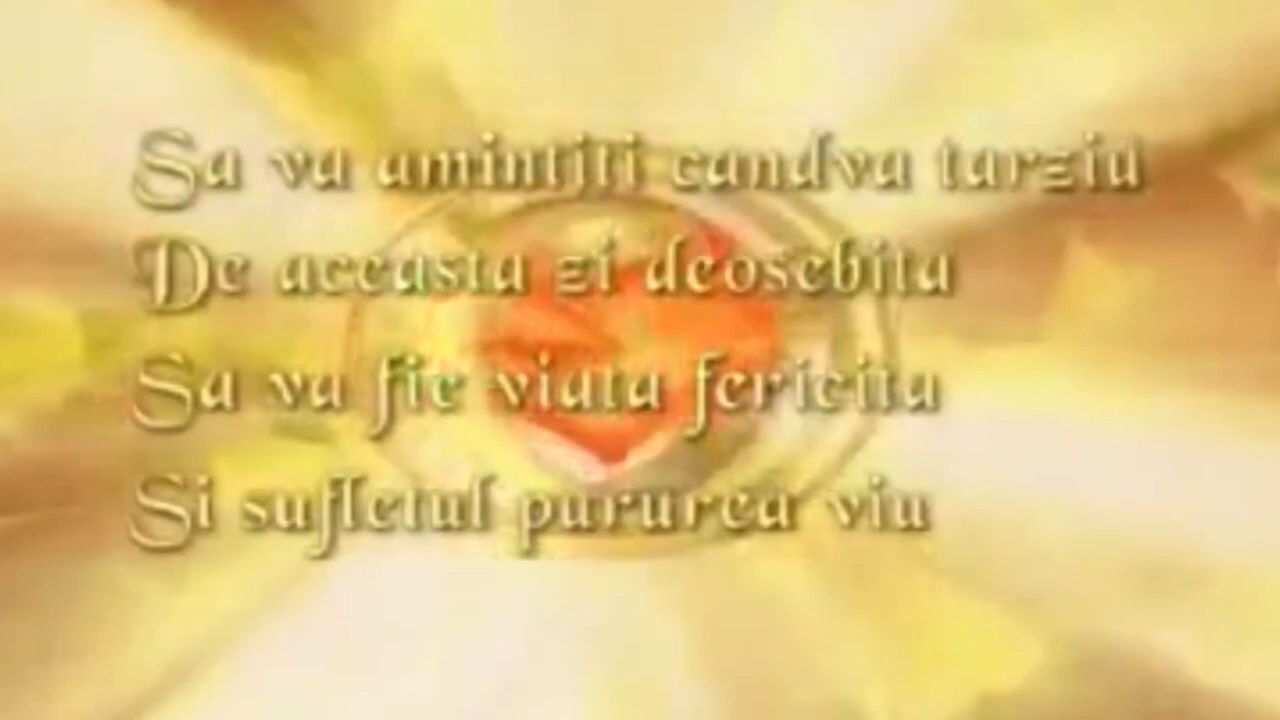 Sa va amintiti candva tarziu
De aceasta zi deosebita
Sa va fie viata fericita
Si sufletul pururea viu